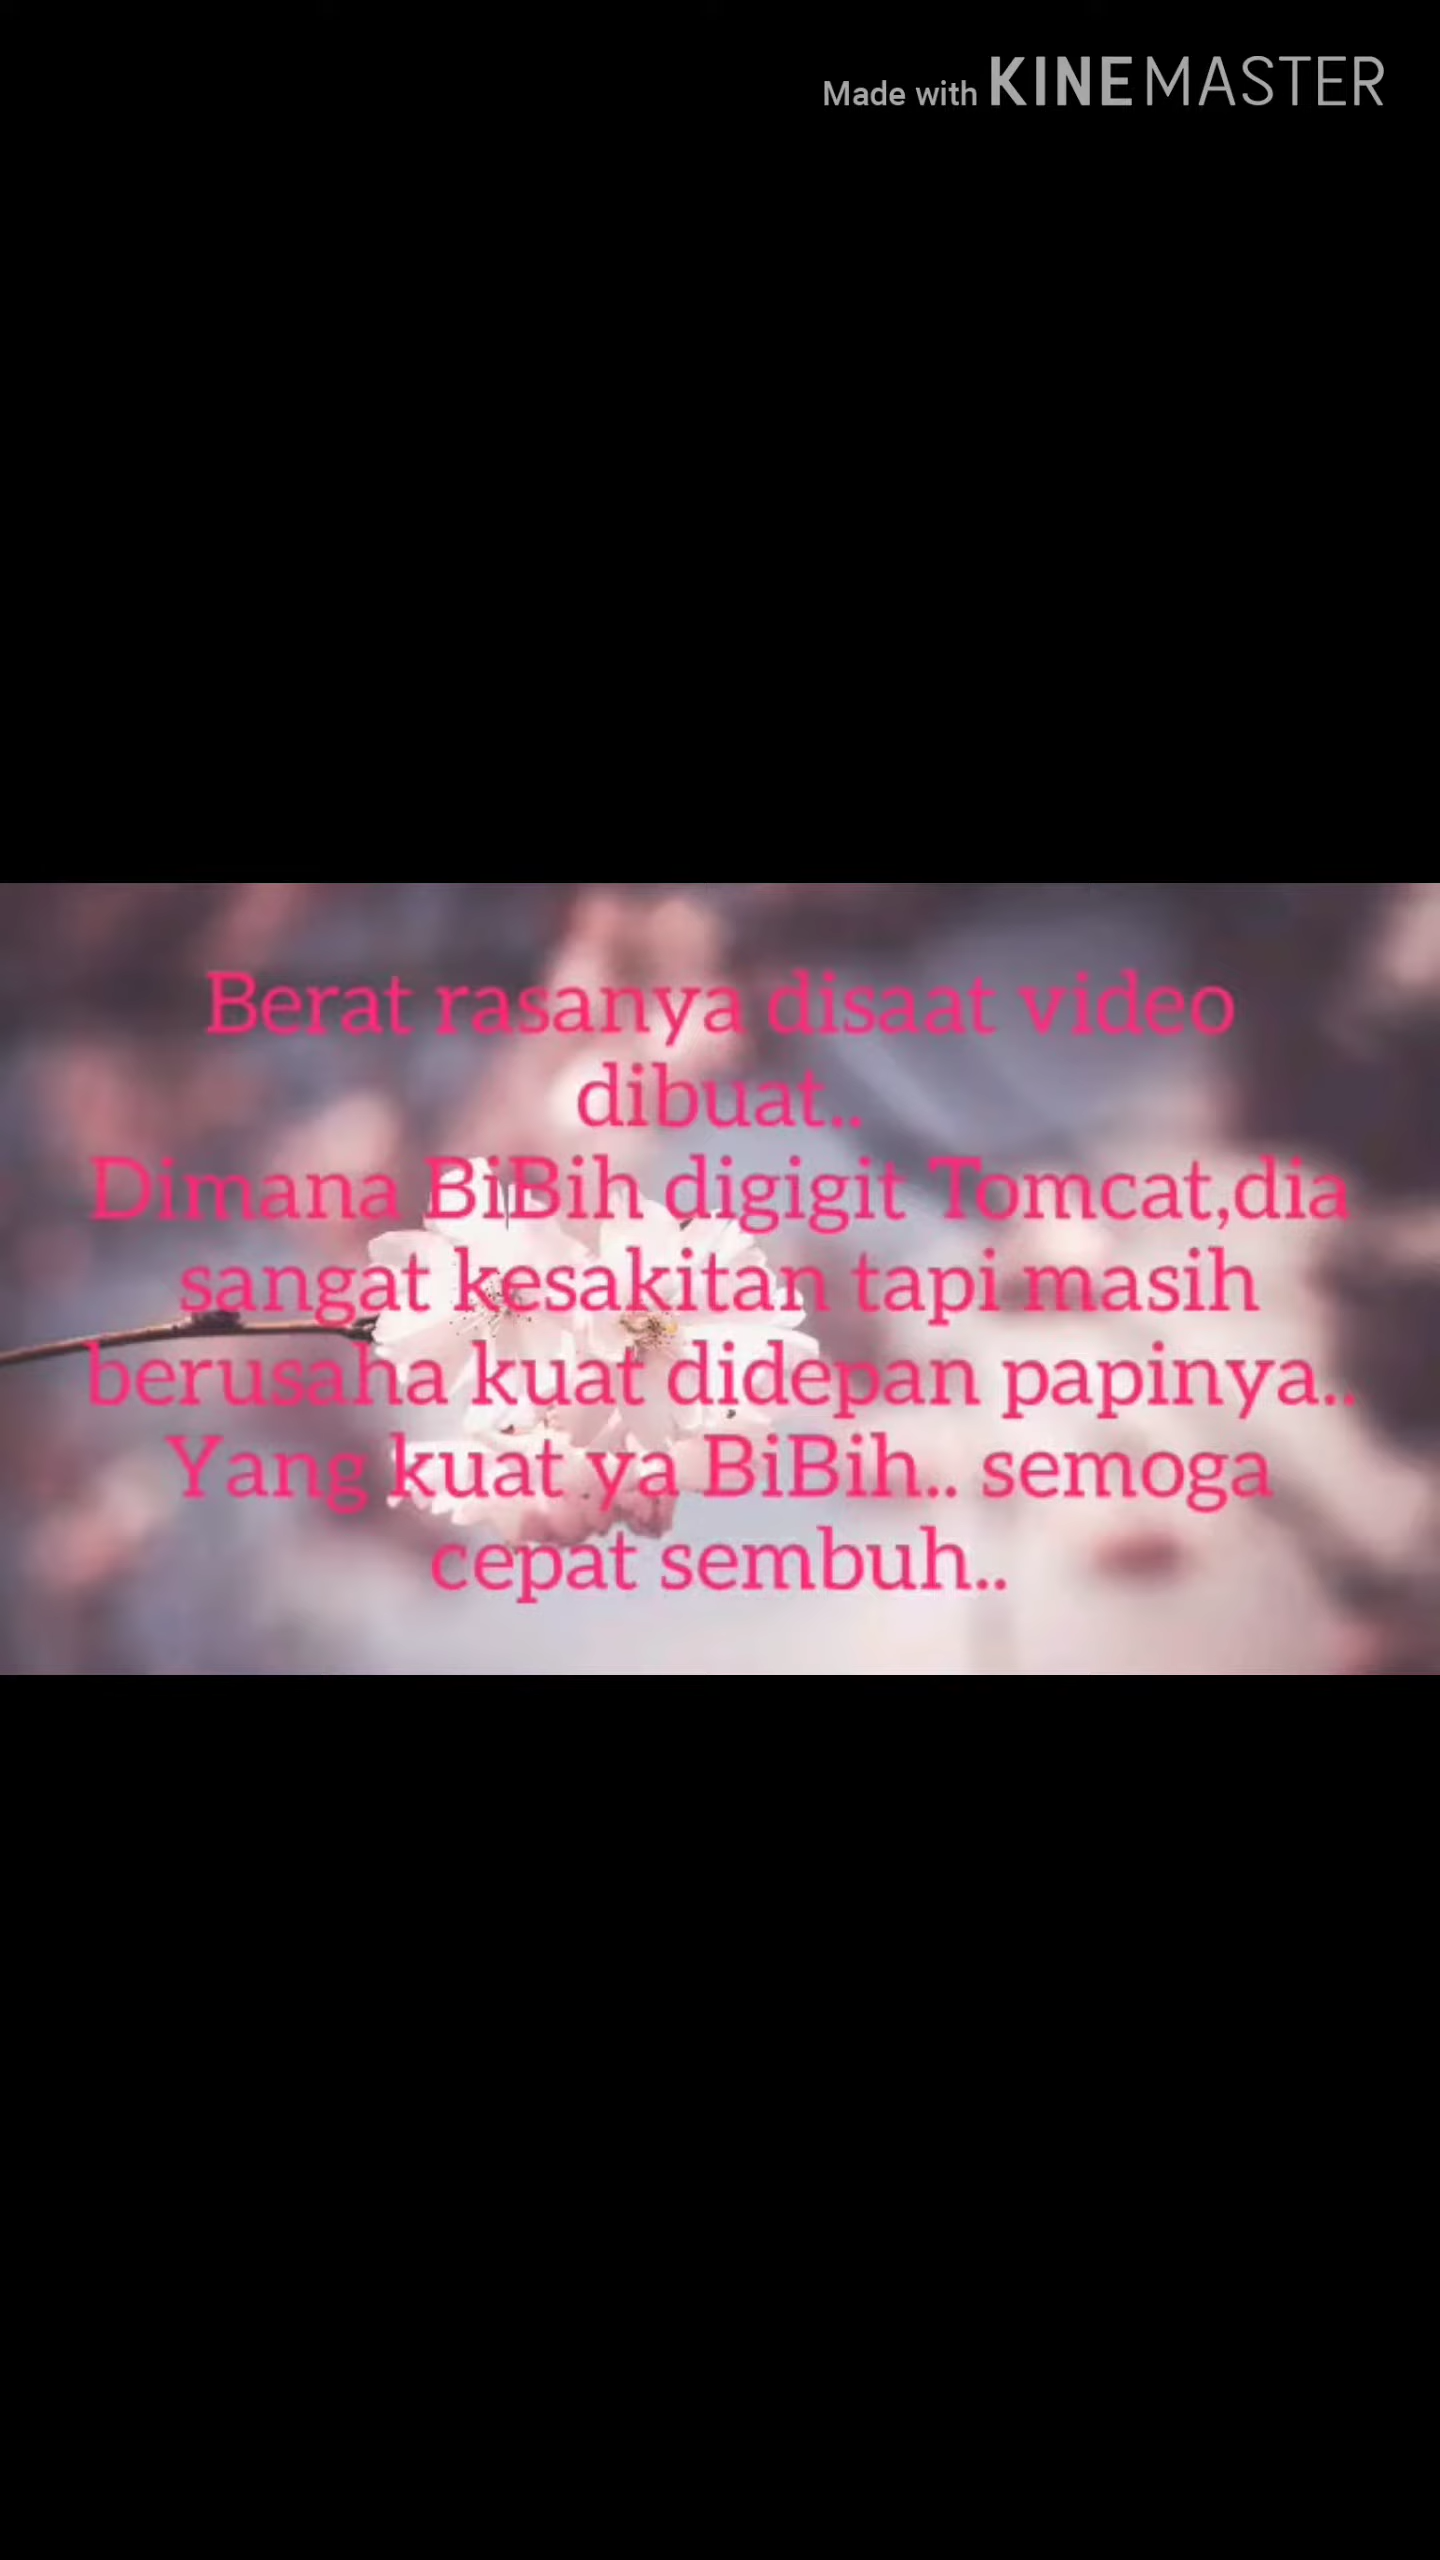 Made with KINEMASTER
Berat rasanya disaat video
dibuat..
Dimana BiBih digigit Tomcat,dia
sangat kesakitan tapi masih
berusaha kuat didepan papinya..
Yang kuat ya BiBih.. semoga
cepat sembuh..